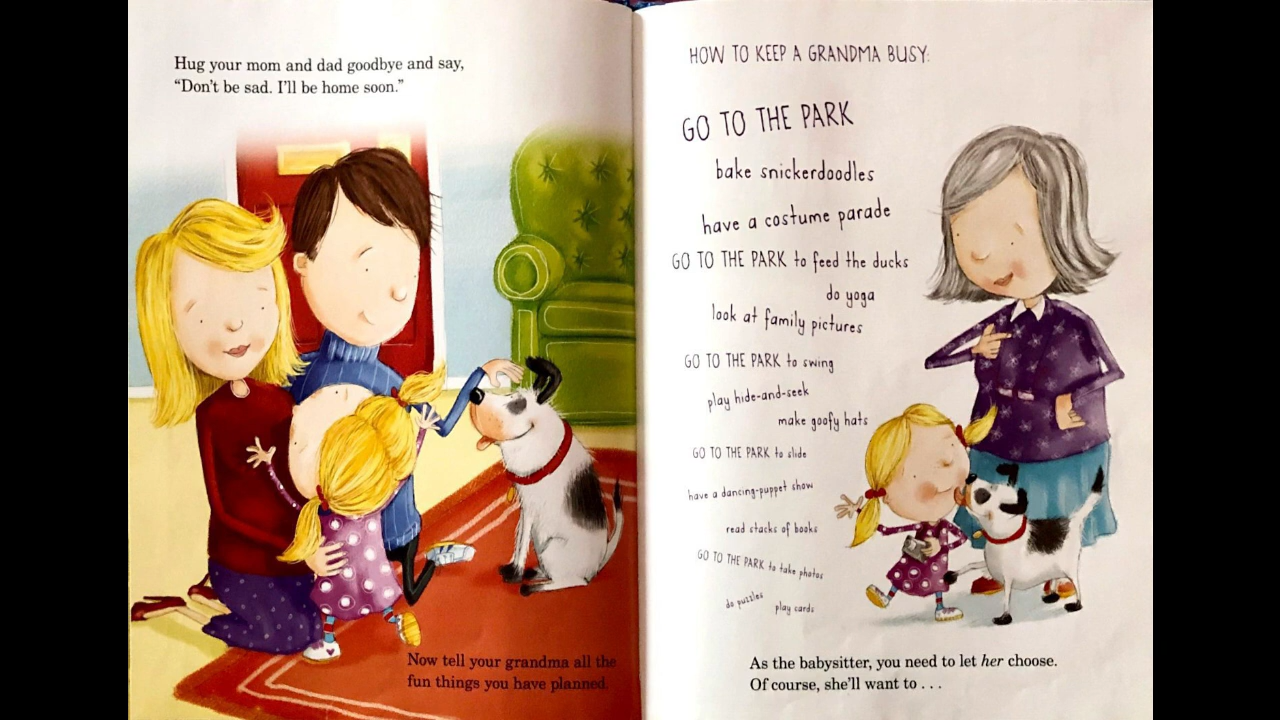 Hug your mom and dad goodbye and say,
“Don’t be sad. I’ll be home soon.”
Now tell your grandma all the
fun things you have planned.
HOW TO KEEP A GRANDMA BUSY:
GO TO THE PARK
bake snickerdoodles
have a costume parade
GO TO THE PARK to feed the ducks
do yoga
look at family pictures
GO TO THE PARK to swing
play hide-and-seek
make goofy hats
GO TO THE PARK to slide
have a dancing-puppet show
read stacks of books
GO TO THE PARK to take photos
do puzzles
play cards
As the babysitter, you need to let her choose.
Of course, she’ll want to . . .